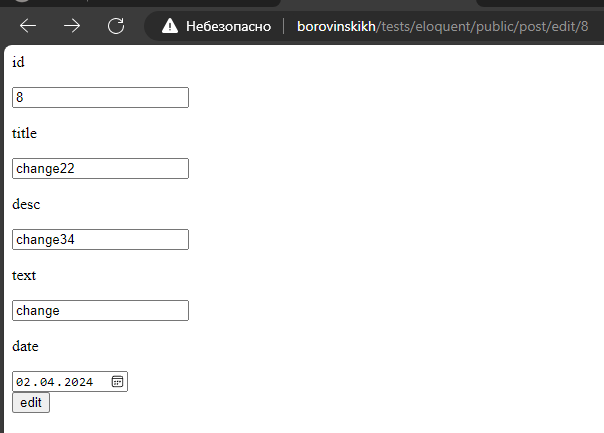 Небезопасно borovinskikh/tests/eloquent/public/post/edit/8
id
8
title
change22
desc
change34
text
change
date
02.04.2024
edit